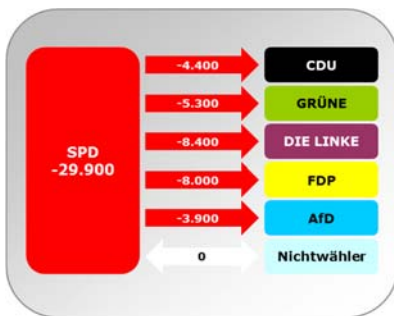 SPD
-29.900
-4.400
CDU
-5.300
GRÜNE
-8.400
DIE LINKE
-8.000
FDP
-3.900
AfD
0
Nichtwähler